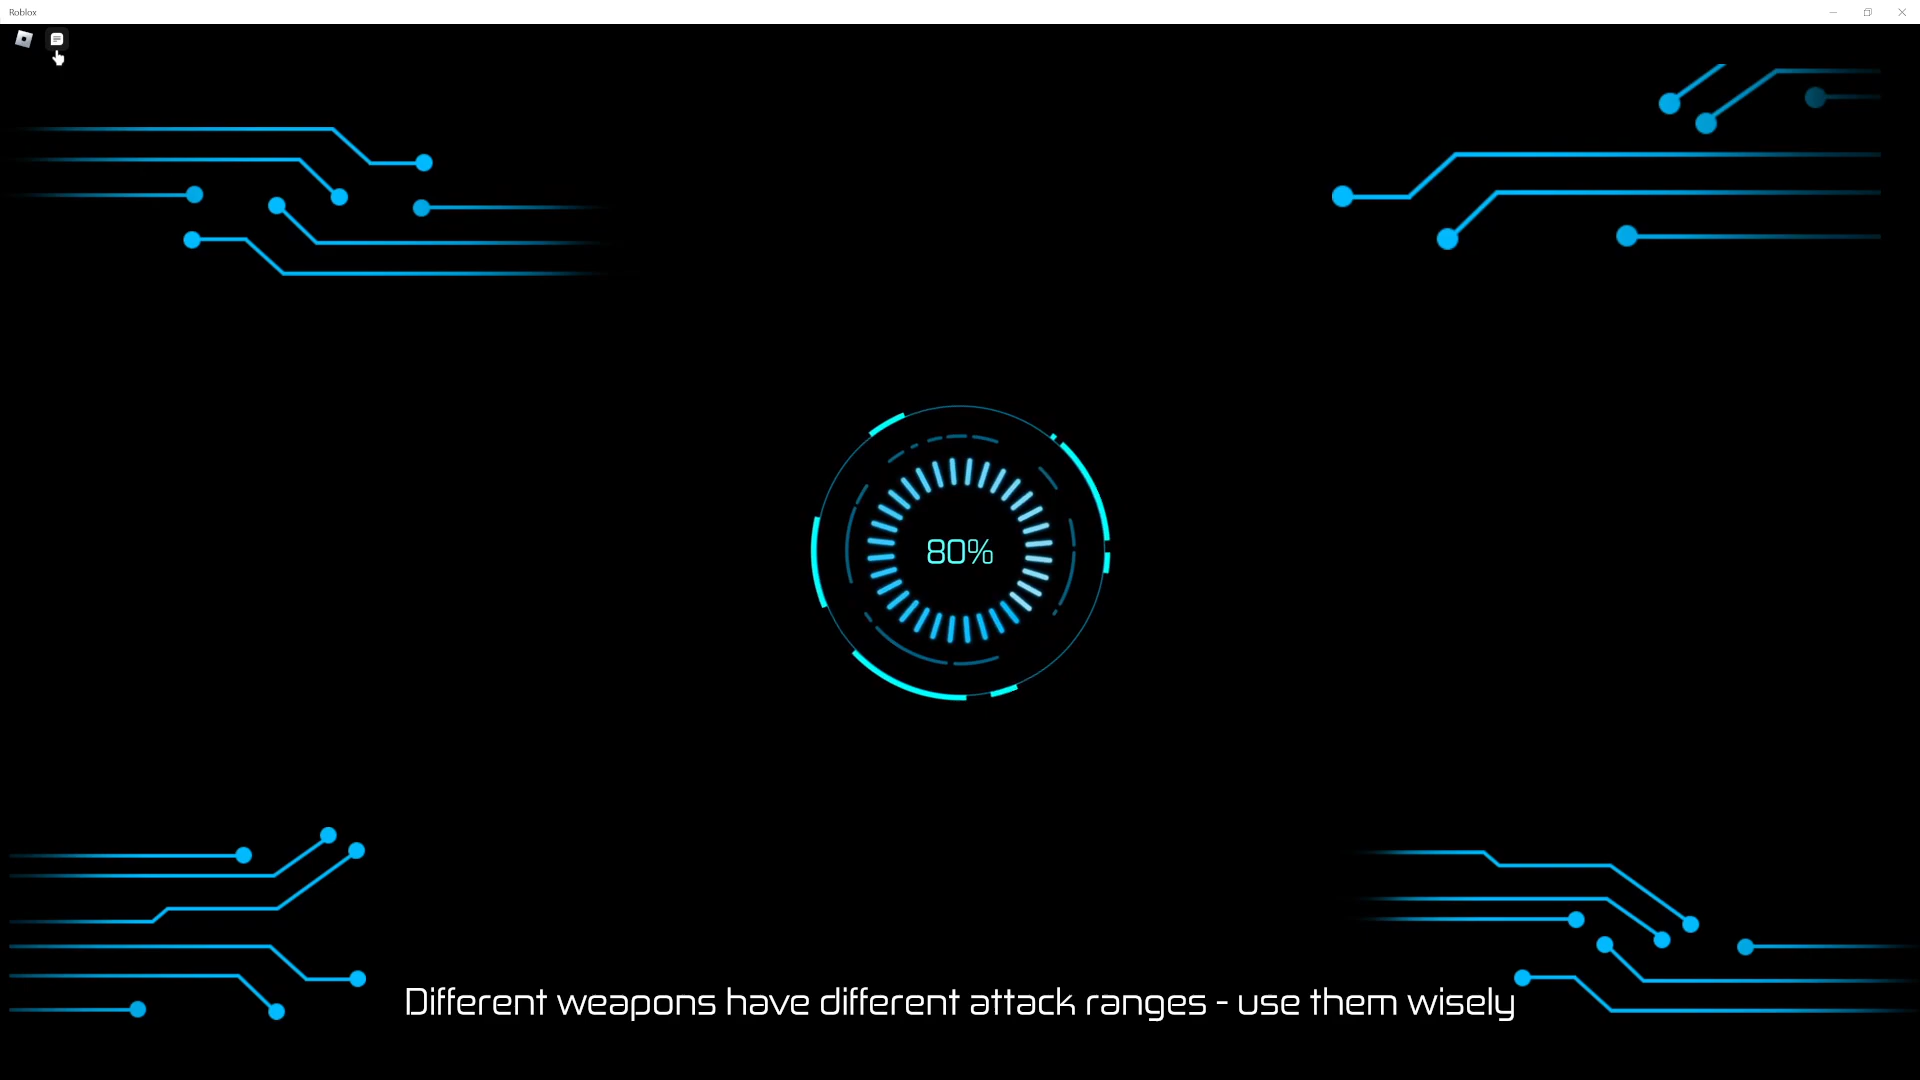 Roblox
80%
Different weapons have different attack ranges - use them wisely